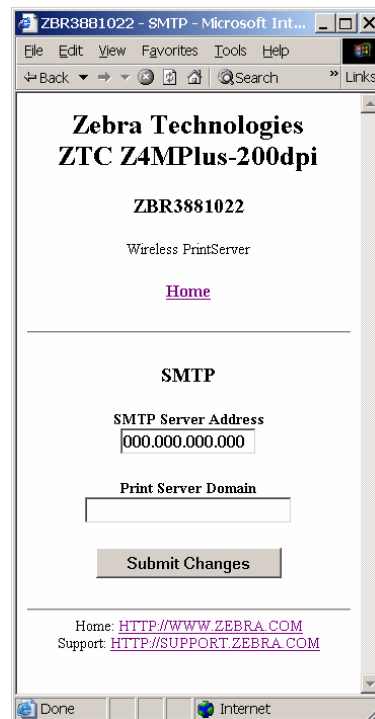 ZBR3881022 - SMTP - Microsoft Int...
File Edit View Favorites Tools Help
Back Search » Links
Zebra Technologies
ZTC Z4MPlus-200dpi
ZBR3881022
Wireless PrintServer
Home
SMTP
SMTP Server Address
000.000.000.000
Print Server Domain
Submit Changes
Home: HTTP://WWW.ZEBRA.COM
Support: HTTP://SUPPORT.ZEBRA.COM
Done Internet